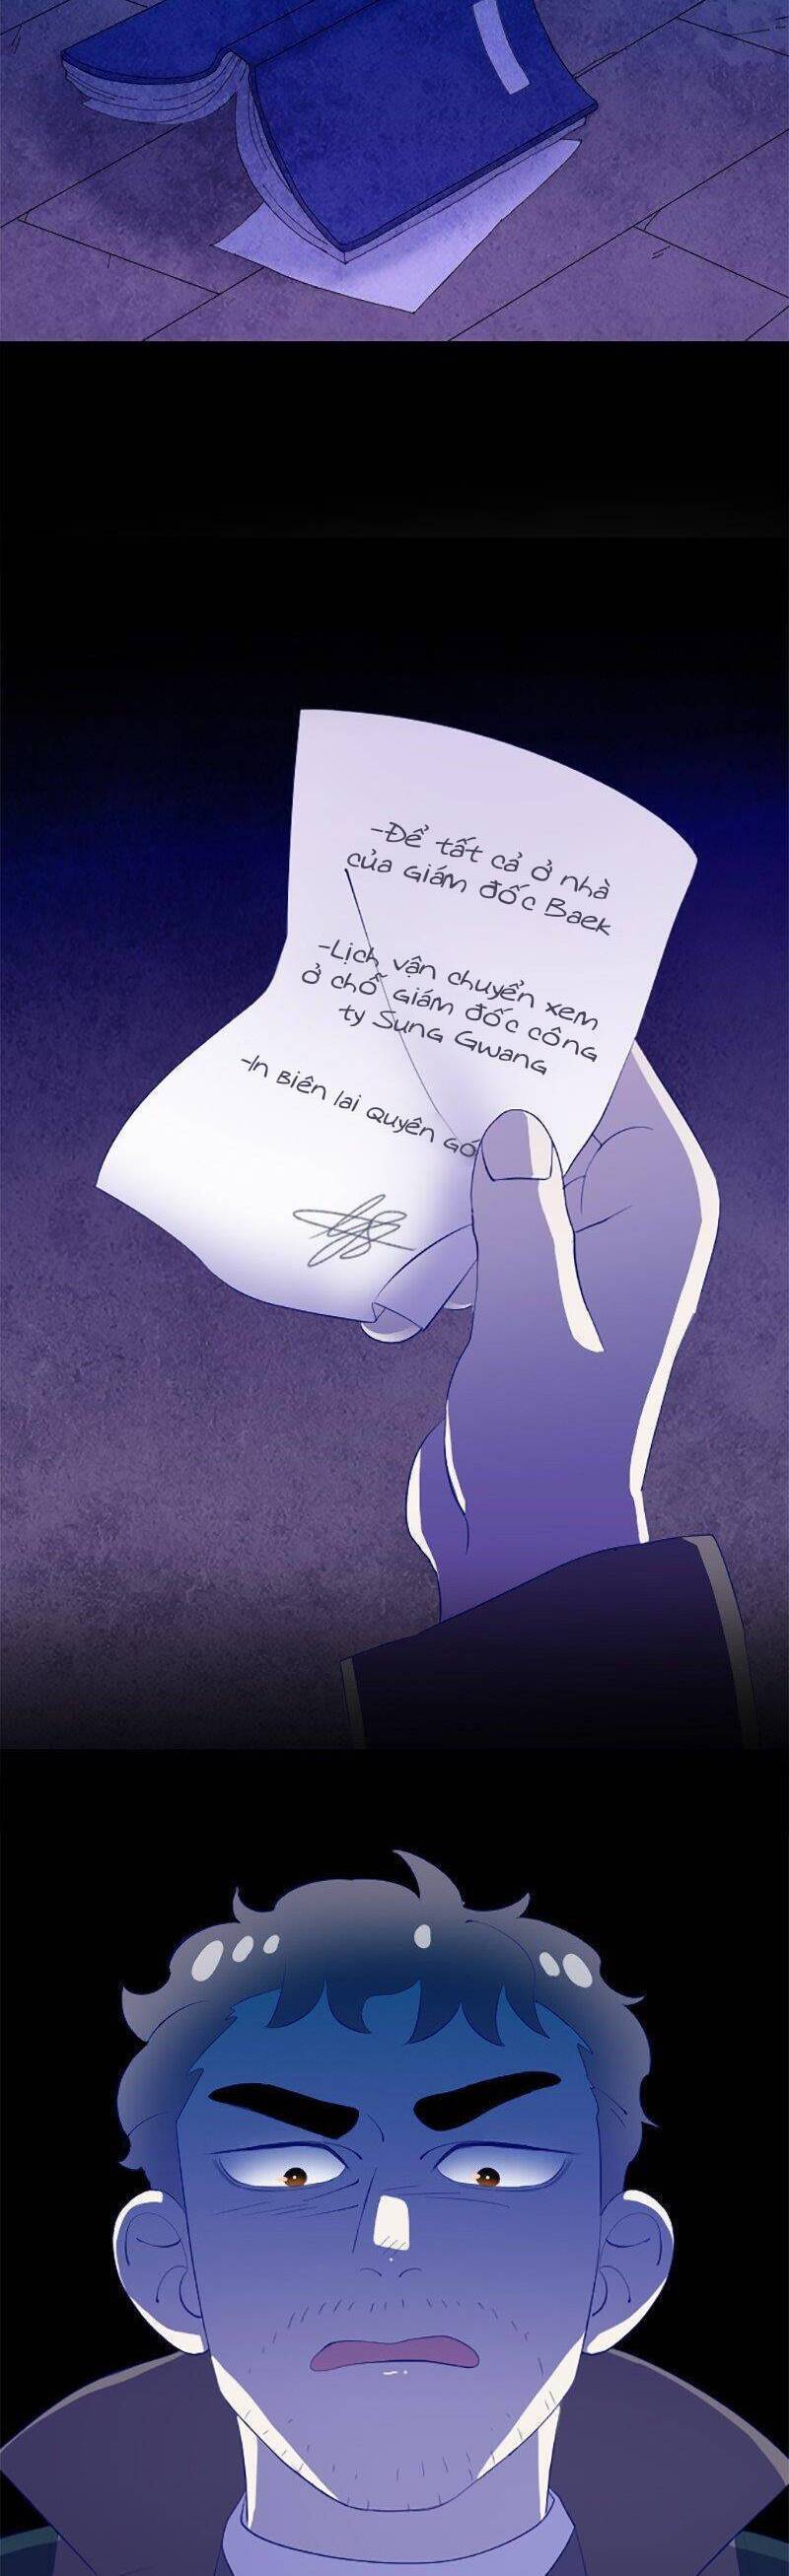 -Để tất cả ở nhà
của Giám đốc Baek
-Lịch vận chuyển xem
ở chỗ Giám đốc công
ty Sung Gwang
-In Biên lai Quyên Gó